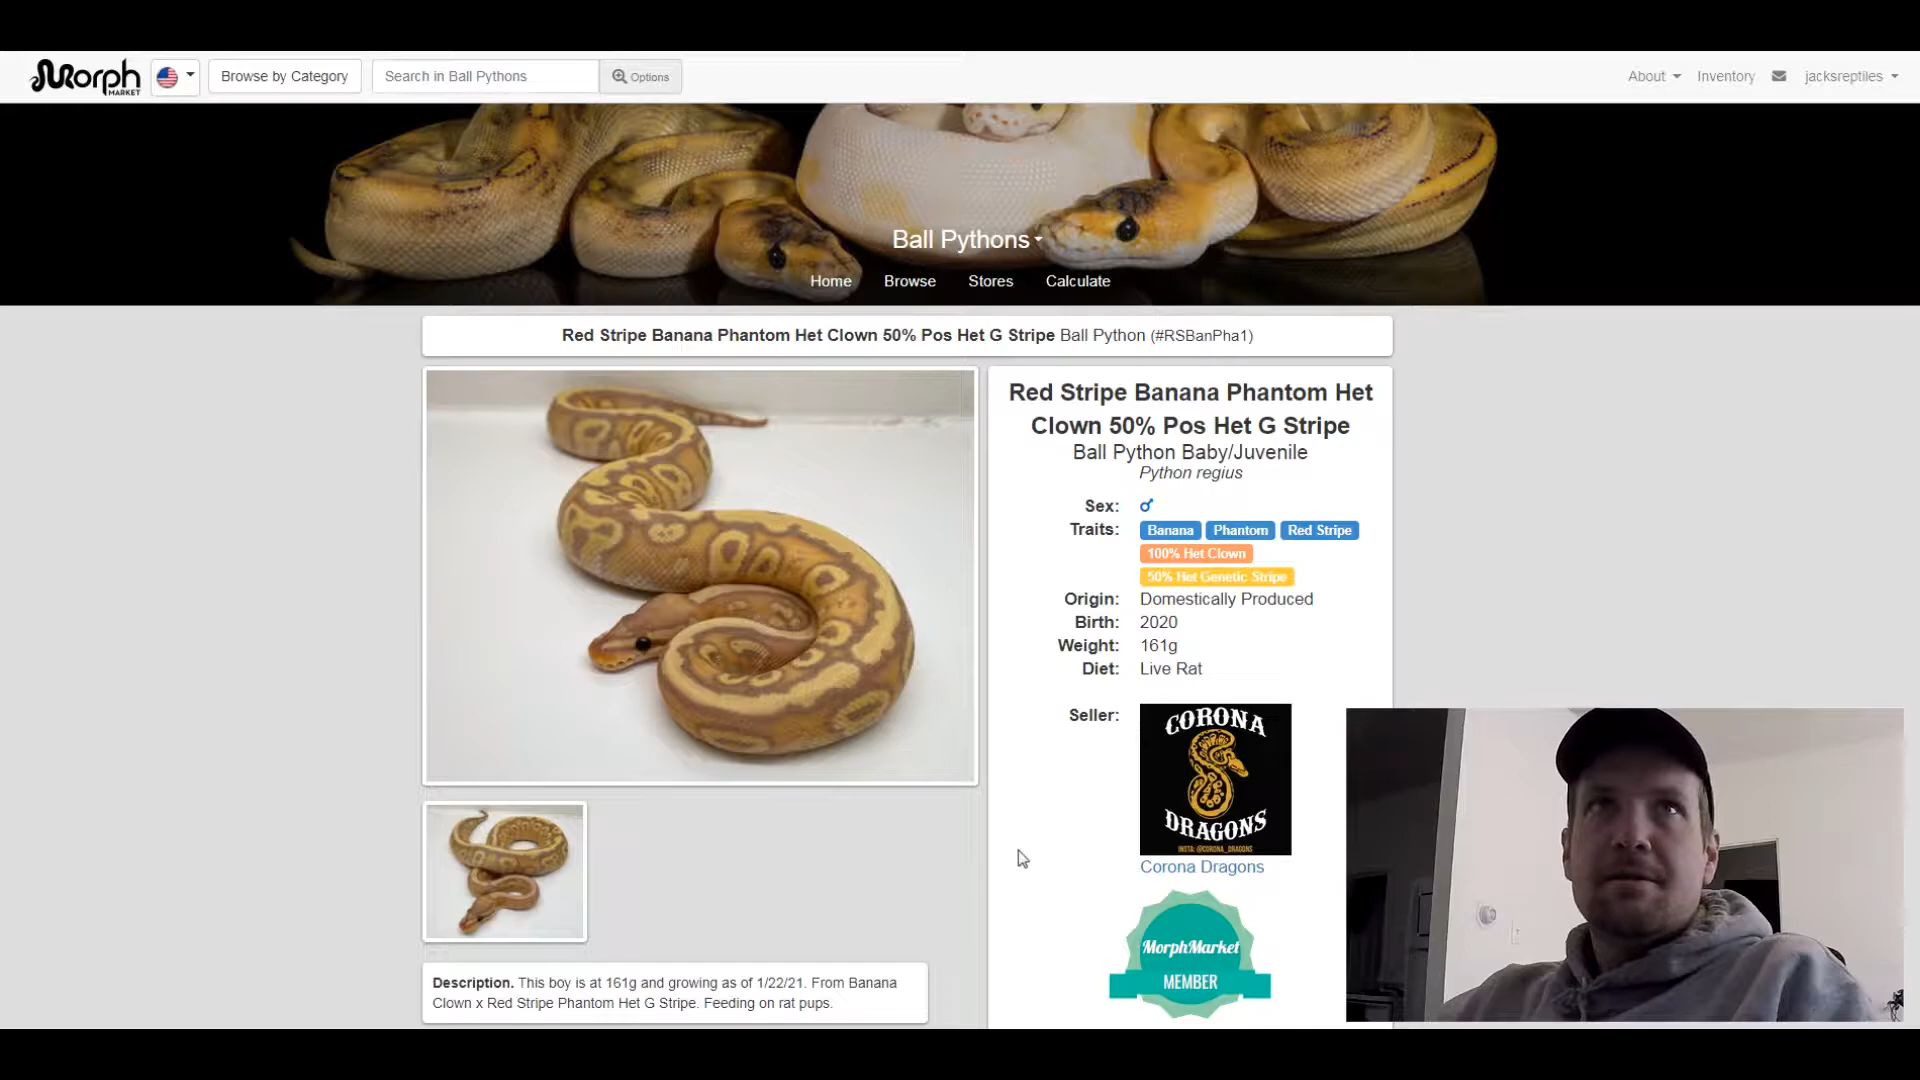 Morph
MARKET
Browse by Category
Search in Ball Pythons
Options
About
Inventory
jacksreptiles
Ball Pythons
Home
Browse
Stores
Calculate
Red Stripe Banana Phantom Het Clown 50% Pos Het G Stripe Ball Python (#RSBanPha1)
Red Stripe Banana Phantom Het
Clown 50% Pos Het G Stripe
Ball Python Baby/Juvenile
Python regius
Sex: ♂
Traits: Banana Phantom Red Stripe
100% Het Clown
50% Het Genetic Stripe
Origin: Domestically Produced
Birth: 2020
Weight: 161g
Diet: Live Rat
Seller:
CORONA
DRAGONS
INSTA: @CORONA_DRAGONS
Corona Dragons
MorphMarket
MEMBER
Description. This boy is at 161g and growing as of 1/22/21. From Banana
Clown x Red Stripe Phantom Het G Stripe. Feeding on rat pups.